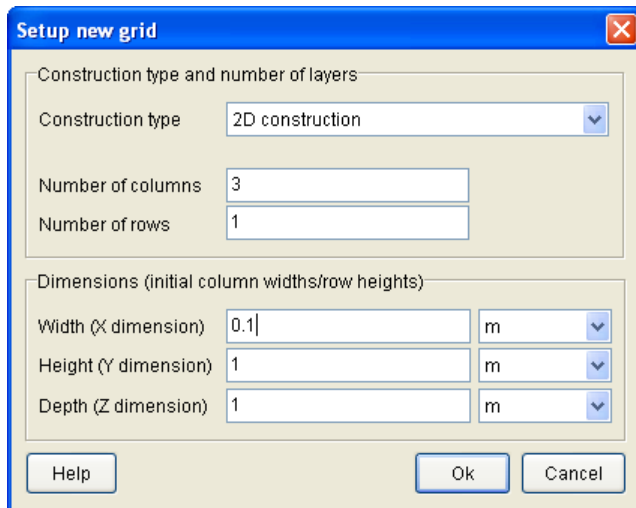 Setup new grid
Construction type and number of layers
Construction type 2D construction
Number of columns 3
Number of rows 1
Dimensions (initial column widths/row heights)
Width (X dimension) 0.1 m
Height (Y dimension) 1 m
Depth (Z dimension) 1 m
Help Ok Cancel